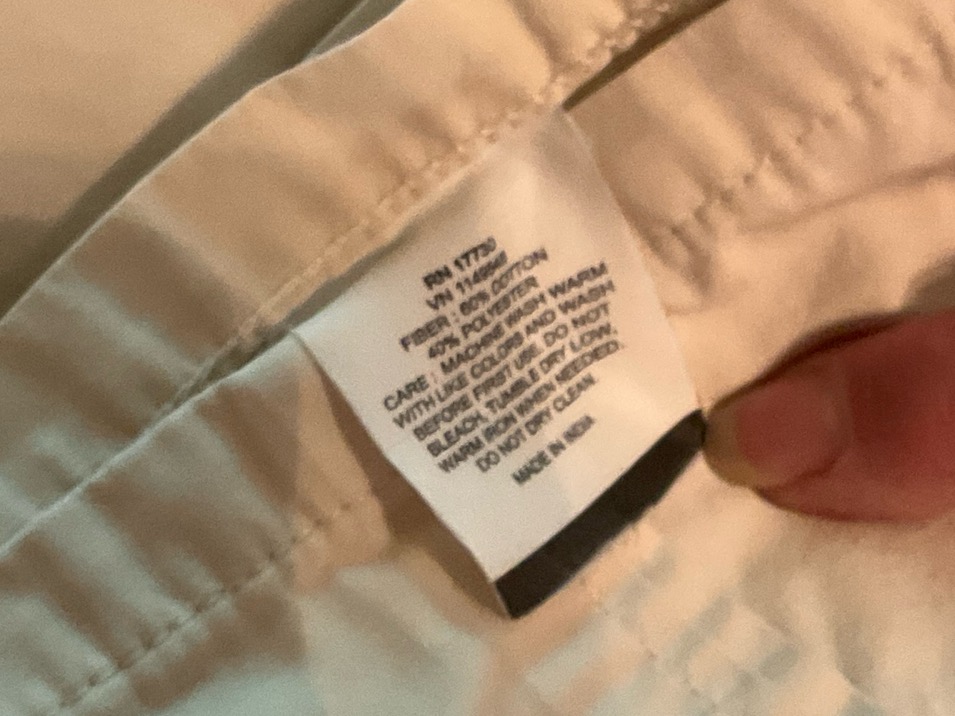 RN 17730
VN
FIBER : 60% COTTON
40% POLYESTER
CARE : MACHINE WASH WARM
WITH LIKE COLORS AND WASH
BEFORE FIRST USE. DO NOT
BLEACH, TUMBLE DRY LOW.
WARM IRON WHEN NEEDED.
DO NOT DRY CLEAN.
MADE IN INDIA